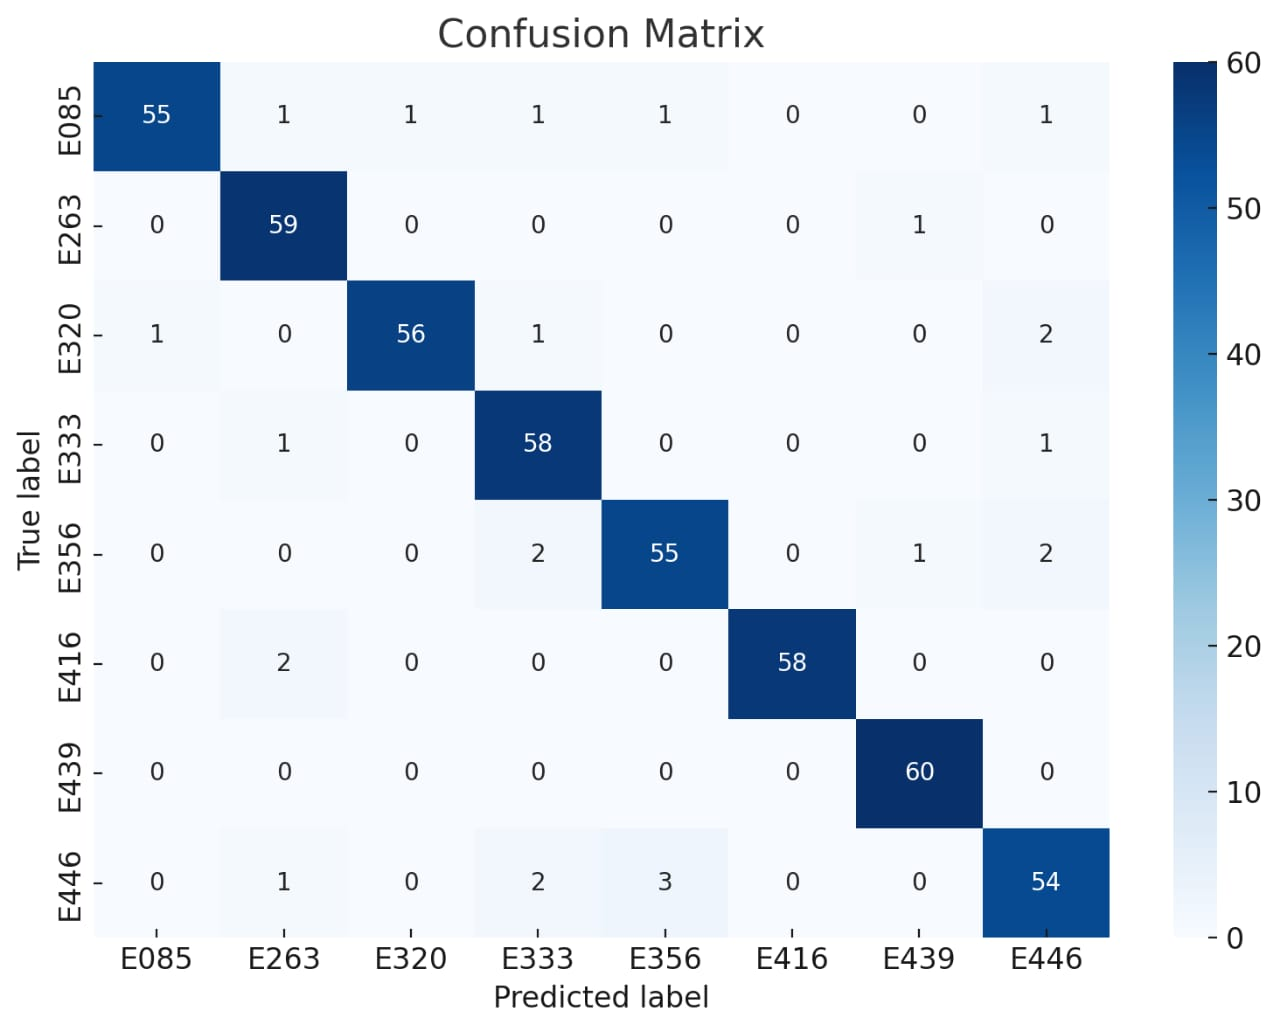 Confusion Matrix
True label
E085 55 1 1 1 1 0 0 1
E263 0 59 0 0 0 0 1 0
E320 1 0 56 1 0 0 0 2
E333 0 1 0 58 0 0 0 1
E356 0 0 0 2 55 0 1 2
E416 0 2 0 0 0 58 0 0
E439 0 0 0 0 0 0 60 0
E446 0 1 0 2 3 0 0 54
E085 E263 E320 E333 E356 E416 E439 E446
Predicted label
60
50
40
30
20
10
0